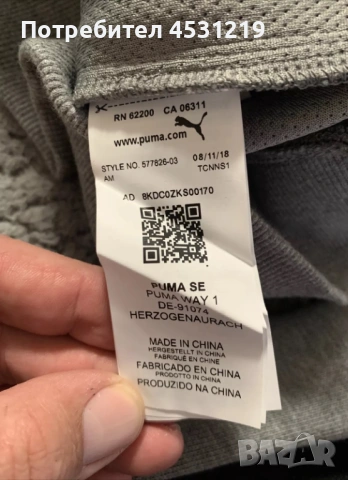 Потребител 4531219
RN 62200 CA 06311
www.puma.com
STYLE NO. 577826-03 08/11/18
AM TCNNS1
AD 8KDC0ZKS00170
PUMA SE
PUMA WAY 1
DE-91074
HERZOGENAURACH
MADE IN CHINA
HERGESTELLT IN CHINA
FABRIQUÉ EN CHINE
FABRICADO EN CHINA
PRODOTTO IN CHINA
PRODUZIDO NA CHINA
BAZAR